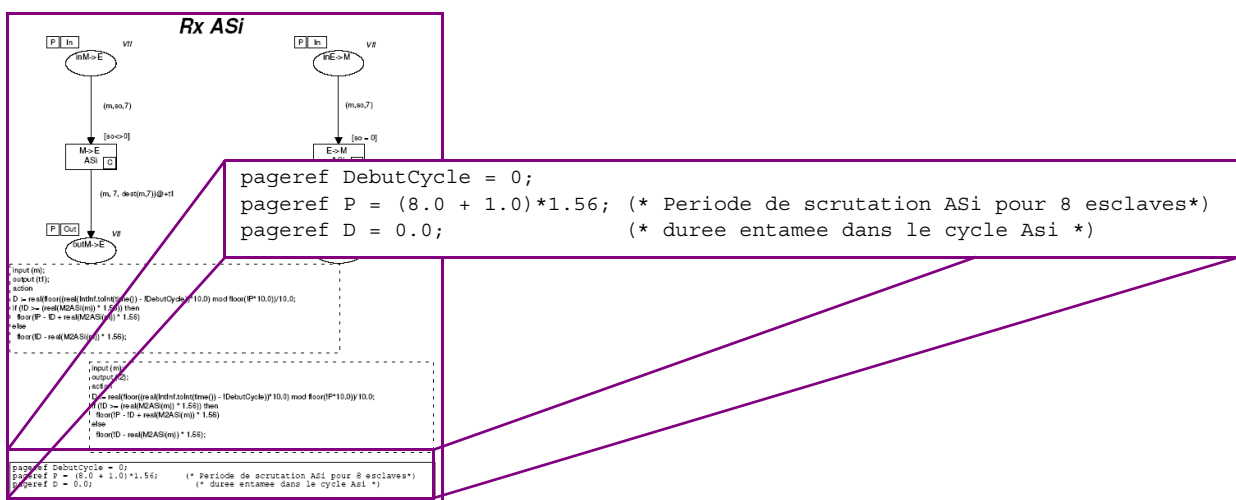 Rx ASi
P In VII
inM->E
P In VII
inE->M
(m,so,7)
(m,so,7)
[so<>0]
[so = 0]
M->E
ASi C
E->M
(m, 7, dest(m,7))@+t1
P Out VII
outM->E
pageref DebutCycle = 0;
pageref P = (8.0 + 1.0)*1.56; (* Periode de scrutation ASi pour 8 esclaves*)
pageref D = 0.0; (* duree entamee dans le cycle Asi *)
input (m);
output (t1);
action
D := real(floor((real(IntInf.toInt(time()) - !DebutCycle))*10.0) mod floor(!P*10.0))/10.0;
if (!D >= (real(M2ASi(m)) * 1.56)) then
floor(!P - !D + real(M2ASi(m)) * 1.56)
else
floor(!D - real(M2ASi(m)) * 1.56);
input (m);
output (t2);
action
D := real(floor((real(IntInf.toInt(time()) - !DebutCycle))*10.0) mod floor(!P*10.0))/10.0;
if (!D >= (real(M2ASi(m)) * 1.56)) then
floor(!P - !D + real(M2ASi(m)) * 1.56)
else
floor(!D - real(M2ASi(m)) * 1.56);
pageref DebutCycle = 0;
pageref P = (8.0 + 1.0)*1.56; (* Periode de scrutation ASi pour 8 esclaves*)
pageref D = 0.0; (* duree entamee dans le cycle Asi *)